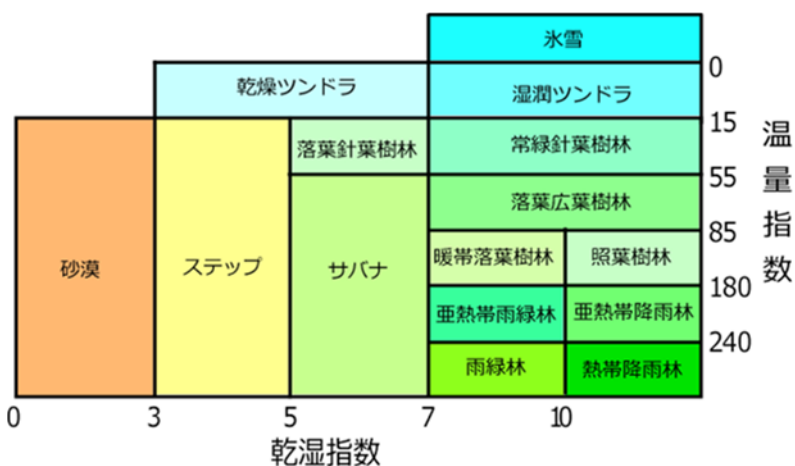 氷雪
0
乾燥ツンドラ
湿潤ツンドラ
15
落葉針葉樹林
常緑針葉樹林
55
落葉広葉樹林
85
砂漠
ステップ
サバナ
暖帯落葉樹林
照葉樹林
180
亜熱帯雨緑林
亜熱帯降雨林
240
雨緑林
熱帯降雨林
温量指数
0
3
5
7
10
乾湿指数